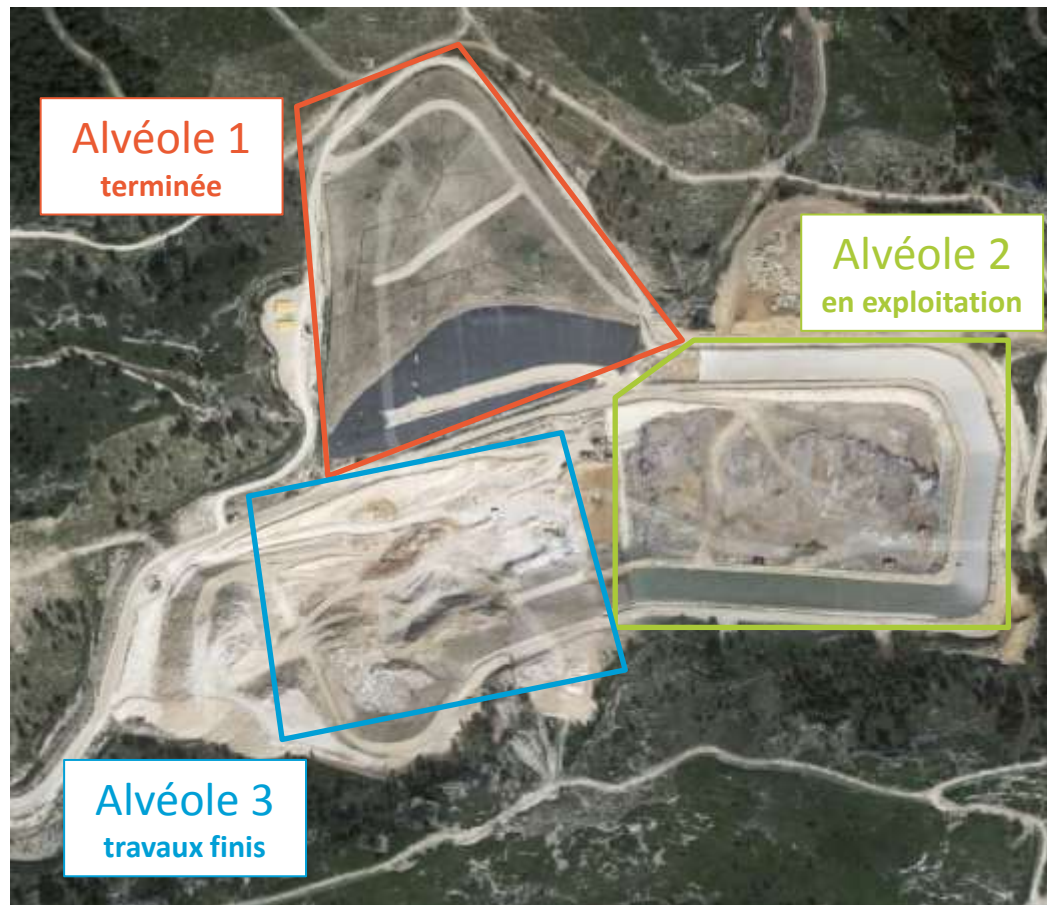 Alvéole 1
terminée
Alvéole 2
en exploitation
Alvéole 3
travaux finis